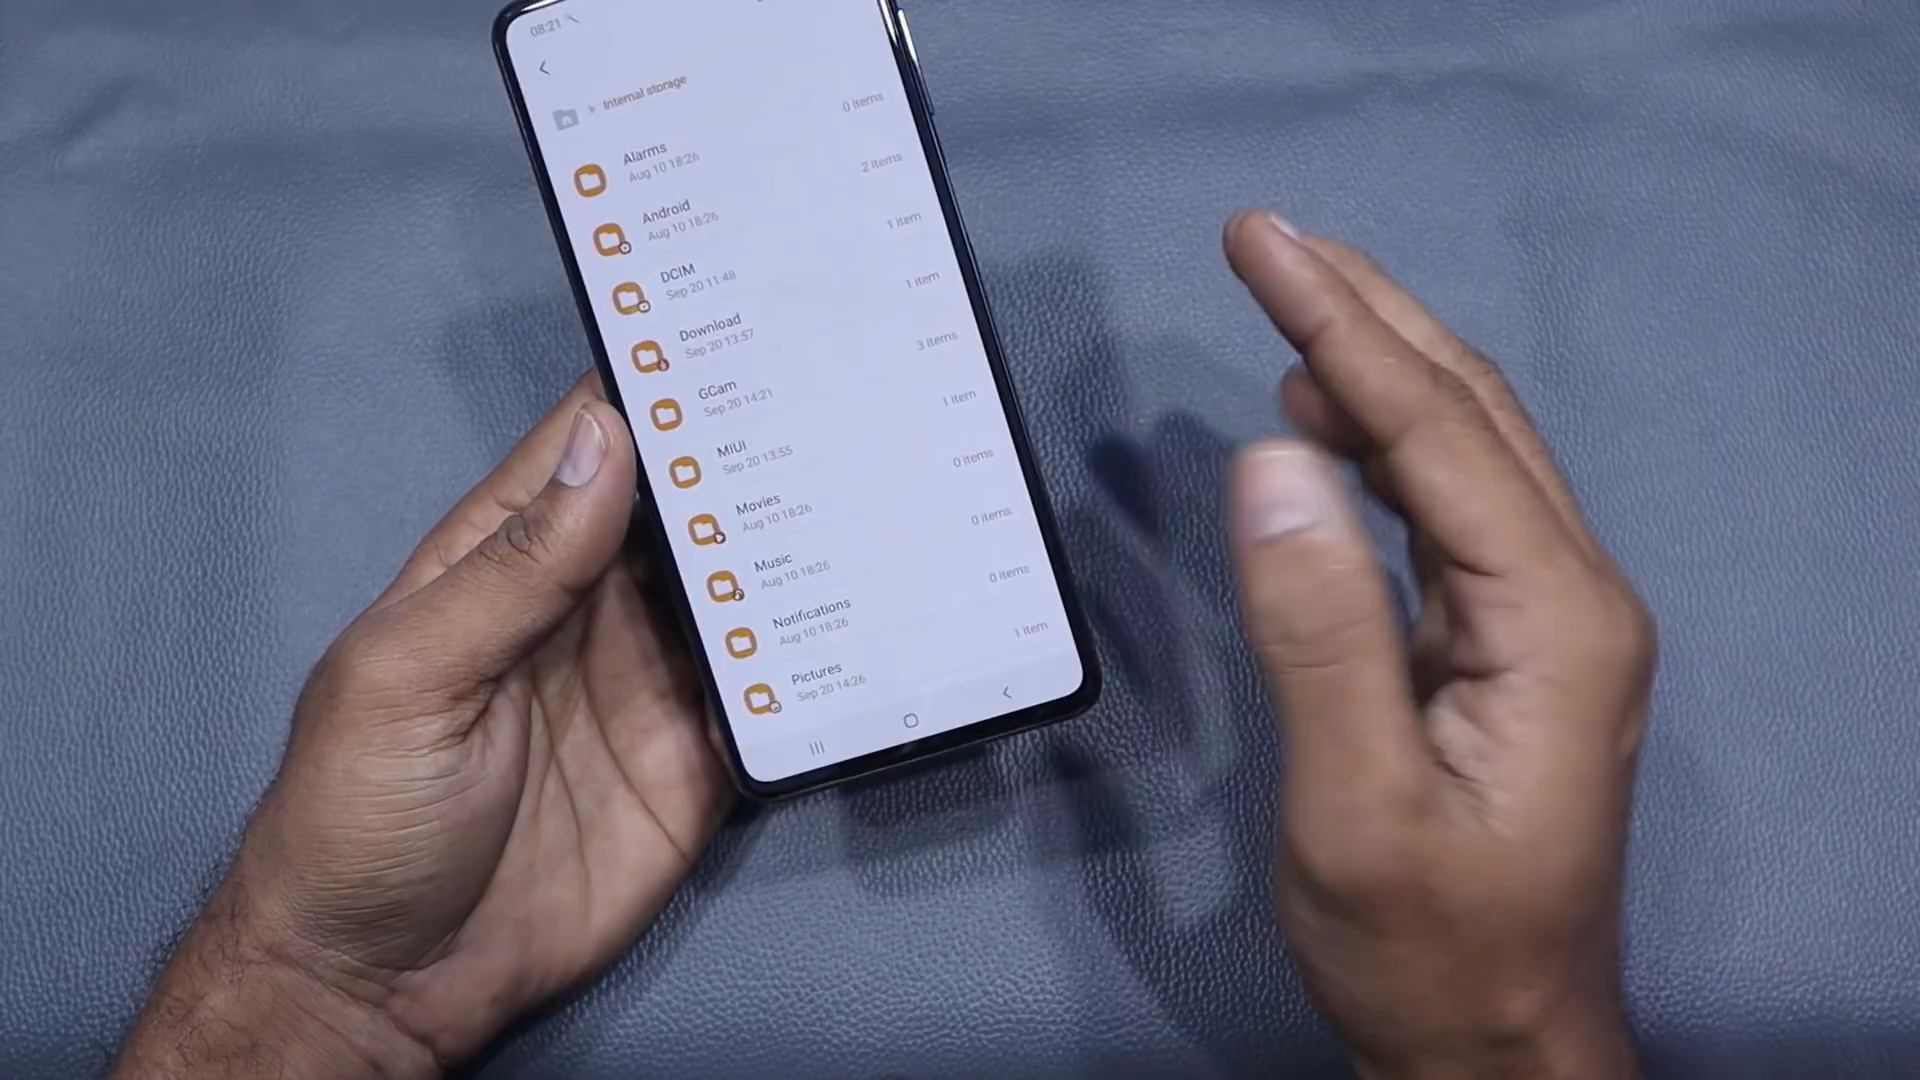 08:21
Internal storage
Alarms
Aug 10 18:26
0 items
Android
Aug 10 18:26
2 items
DCIM
Sep 20 11:48
1 item
Download
Sep 20 13:57
1 item
GCam
Sep 20 14:21
3 items
MIUI
Sep 20 13:55
1 item
Movies
Aug 10 18:26
0 items
Music
Aug 10 18:26
0 items
Notifications
Aug 10 18:26
0 items
Pictures
Sep 20 14:26
1 item